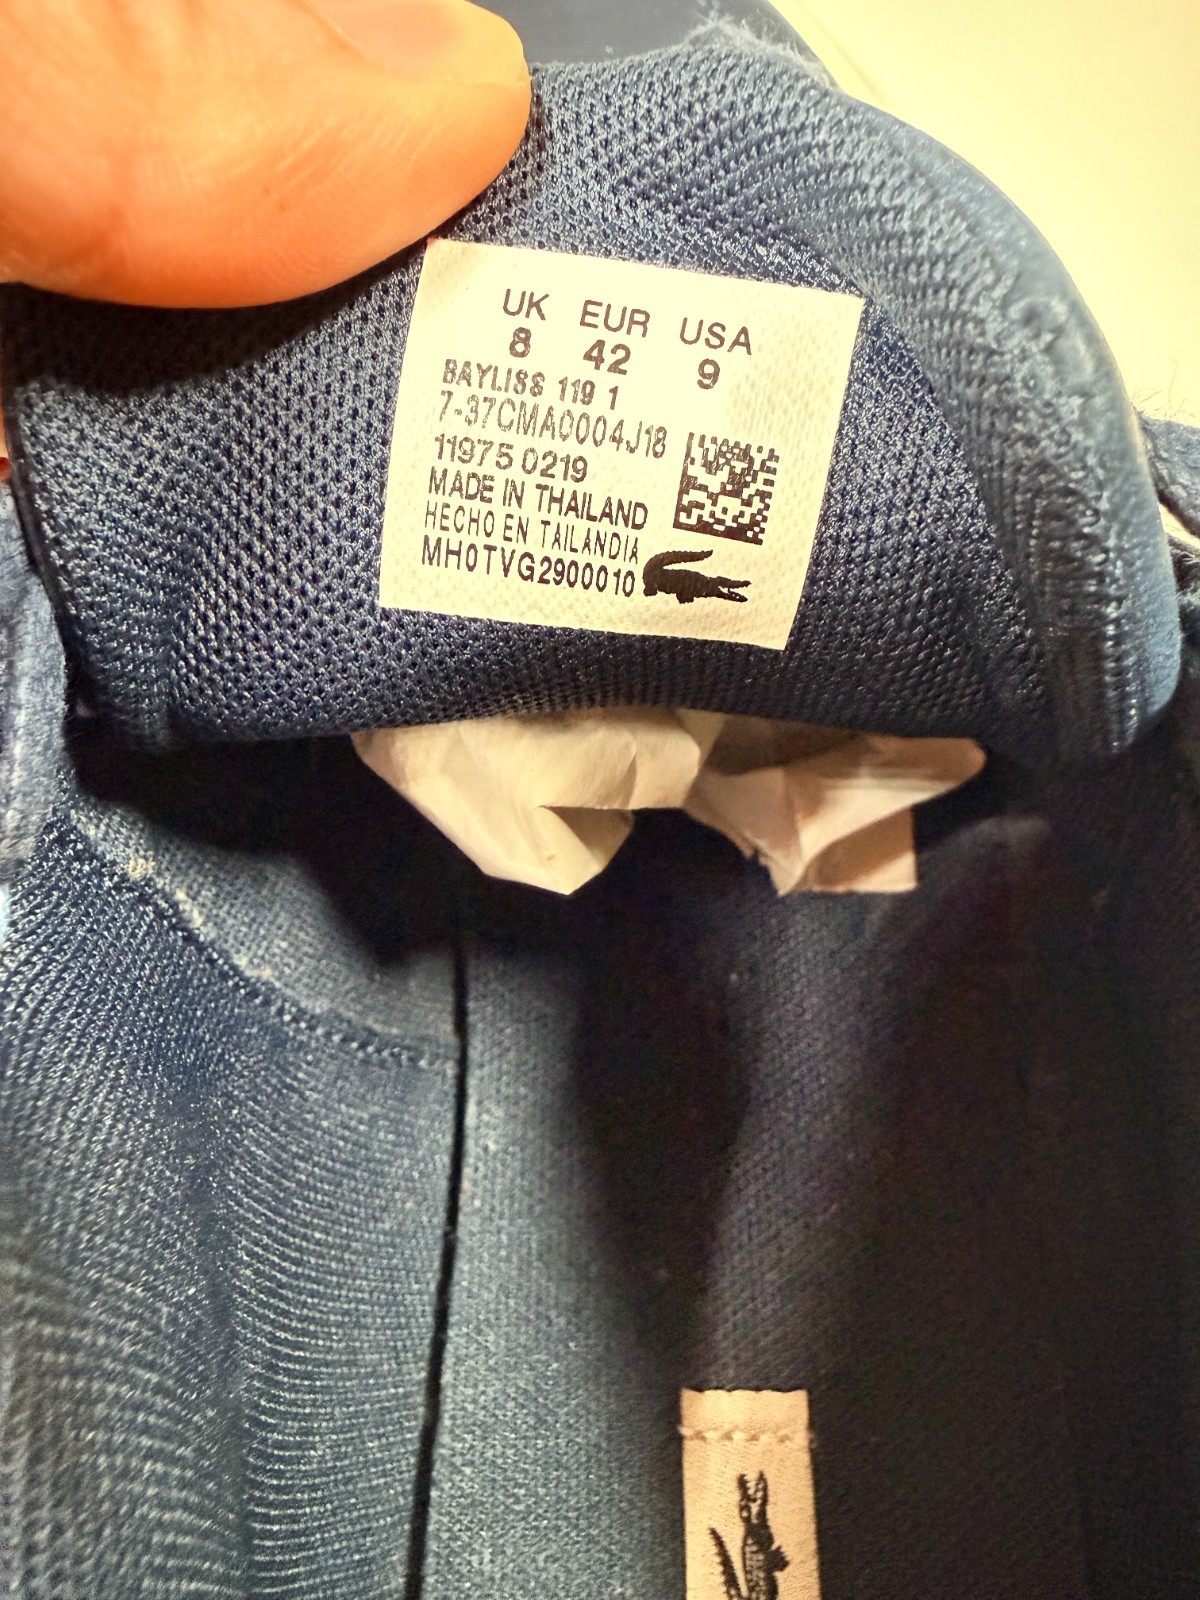 UK EUR USA
8 42 9
BAYLISS 119 1
7-37CMA0004J18
11975 0219
MADE IN THAILAND
HECHO EN TAILANDIA
MH0TVG2900010